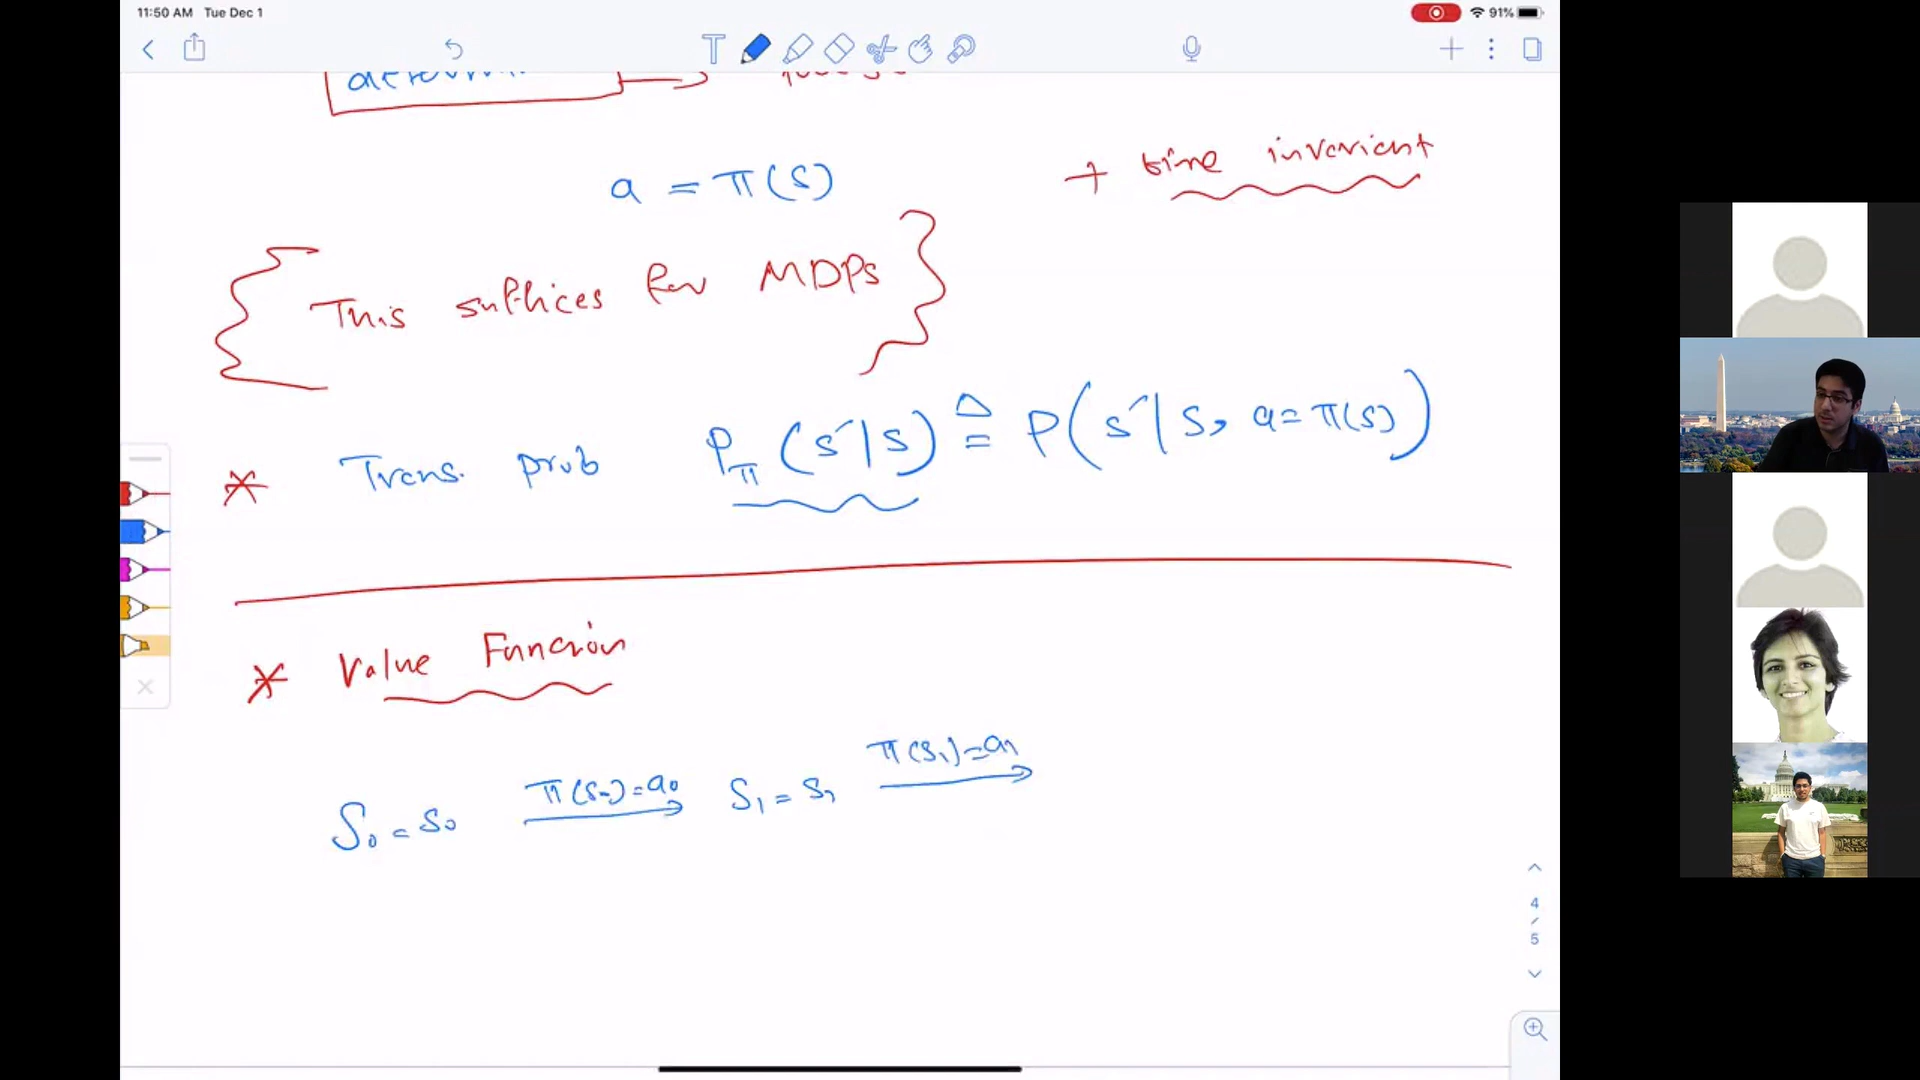 11:50 AM Tue Dec 1
91%
a = π(s)
+ time invariant
This suffices for MDPs
* Trans. prob P_π (s'|s) ≜ P(s'|s, a=π(s))
* Value Function
S₀ = s₀ π(s₀)=a₀ S₁ = s₁ π(s₁)=a₁
4
/
5